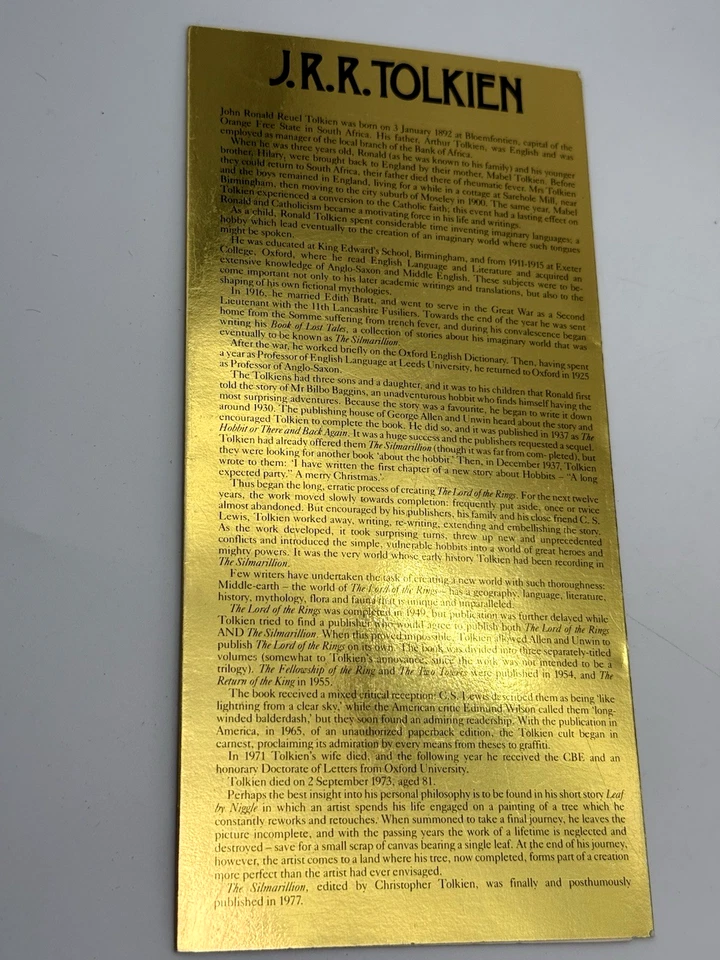 J.R.R. TOLKIEN
John Ronald Reuel Tolkien was born on 3 January 1892 at Bloemfontien, capital of the
Orange Free State in South Africa. His father, Arthur Tolkien, was English and was
employed as manager of the local branch of the Bank of Africa.
When he was three years old, Ronald (as he was known to his family) and his younger
brother, Hilary, were brought back to England by their mother, Mabel Tolkien. Before
they could return to South Africa, their father died there of rheumatic fever. Mrs Tolkien
and the boys remained in England, living for a while in a cottage at Sarehole Mill, near
Birmingham, then moving to the city suburb of Moseley in 1900. The same year, Mabel
Tolkien experienced a conversion to the Catholic faith; this event had a lasting effect on
Ronald and Catholicism became a motivating force in his life and writings.
As a child, Ronald Tolkien spent considerable time inventing imaginary languages; a
hobby which lead eventually to the creation of an imaginary world where such tongues
might be spoken.
He was educated at King Edward's School, Birmingham, and from 1911-1915 at Exeter
College, Oxford, where he read English Language and Literature and acquired an
extensive knowledge of Anglo-Saxon and Middle English. These subjects were to be-
come important not only to his later academic writings and translations, but also to the
shaping of his own fictional mythologies.
In 1916, he married Edith Bratt, and went to serve in the Great War as a Second
Lieutenant with the 11th Lancashire Fusiliers. Towards the end of the year he was sent
home from the Somme suffering from trench fever, and during his convalescence began
writing his Book of Lost Tales, a collection of stories about his imaginary world that was
eventually to be known as The Silmarillion.
After the war, he worked briefly on the Oxford English Dictionary. Then, having spent
a year as Professor of English Language at Leeds University, he returned to Oxford in 1925
as Professor of Anglo-Saxon.
The Tolkiens had three sons and a daughter, and it was to his children that Ronald first
told the story of Mr Bilbo Baggins, an unadventurous hobbit who finds himself having the
most surprising adventures. Because the story was a favourite, he began to write it down
around 1930. The publishing house of George Allen and Unwin heard about the story and
encouraged Tolkien to complete the book. He did so, and it was published in 1937 as The
Hobbit or There and Back Again. It was a huge success and the publishers requested a sequel.
Tolkien had already offered them The Silmarillion (though it was far from com- pleted), but
they were looking for another book 'about the hobbit.' Then, in December 1937, Tolkien
wrote to them: 'I have written the first chapter of a new story about Hobbits – "A long
expected party." A merry Christmas.'
Thus began the long, erratic process of creating The Lord of the Rings. For the next twelve
years, the work moved slowly towards completion: frequently put aside, once or twice
almost abandoned. But encouraged by his publishers, his family and his close friend C. S.
Lewis, Tolkien worked away, writing, re-writing, extending and embellishing the story.
As the work developed, it took surprising turns, threw up new and unprecedented
conflicts and introduced the simple, vulnerable hobbits into a world of great heroes and
mighty powers. It was the very world whose early history Tolkien had been recording in
The Silmarillion.
Few writers have undertaken the task of creating a new world with such thoroughness:
Middle-earth – the world of The Lord of the Rings – has a geography, language, literature,
history, mythology, flora and fauna that is unique and unparalleled.
The Lord of the Rings was completed in 1949, but publication was further delayed while
Tolkien tried to find a publisher who would agree to publish both The Lord of the Rings
AND The Silmarillion. When this proved impossible, Tolkien allowed Allen and Unwin to
publish The Lord of the Rings on its own. The book was divided into three separately-titled
volumes (somewhat to Tolkien's annoyance, since the work was not intended to be a
trilogy). The Fellowship of the Ring and The Two Towers were published in 1954, and The
Return of the King in 1955.
The book received a mixed critical reception: C.S. Lewis described them as being 'like
lightning from a clear sky,' while the American critic Edmund Wilson called them 'long-
winded balderdash,' but they soon found an admiring readership. With the publication in
America, in 1965, of an unauthorized paperback edition, the Tolkien cult began in
earnest, proclaiming its admiration by every means from theses to graffiti.
In 1971 Tolkien's wife died, and the following year he received the CBE and an
honorary Doctorate of Letters from Oxford University.
Tolkien died on 2 September 1973, aged 81.
Perhaps the best insight into his personal philosophy is to be found in his short story Leaf
by Niggle in which an artist spends his life engaged on a painting of a tree which he
constantly reworks and retouches. When summoned to take a final journey, he leaves the
picture incomplete, and with the passing years the work of a lifetime is neglected and
destroyed – save for a small scrap of canvas bearing a single leaf. At the end of his journey,
however, the artist comes to a land where his tree, now completed, forms part of a creation
more perfect than the artist had ever envisaged.
The Silmarillion, edited by Christopher Tolkien, was finally and posthumously
published in 1977.